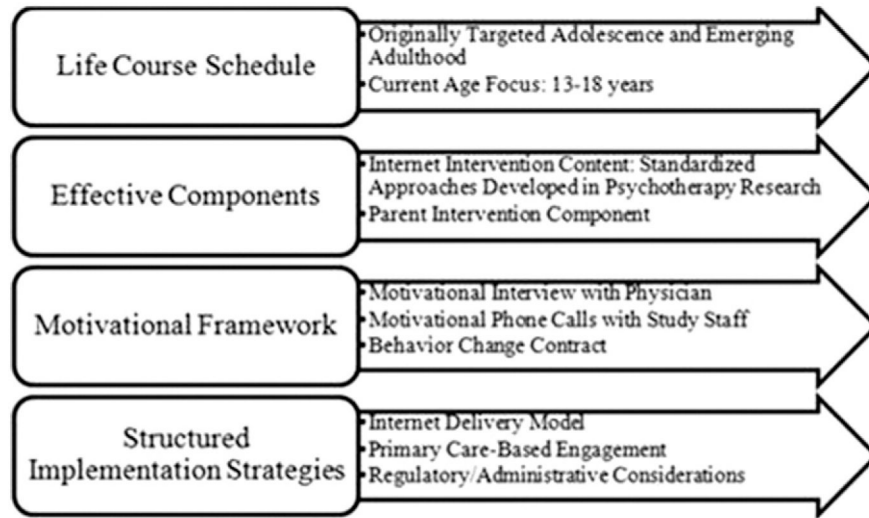 Life Course Schedule
•Originally Targeted Adolescence and Emerging
Adulthood
•Current Age Focus: 13-18 years
Effective Components
•Internet Intervention Content: Standardized
Approaches Developed in Psychotherapy Research
•Parent Intervention Component
Motivational Framework
•Motivational Interview with Physician
•Motivational Phone Calls with Study Staff
•Behavior Change Contract
Structured
Implementation Strategies
•Internet Delivery Model
•Primary Care-Based Engagement
•Regulatory/Administrative Considerations